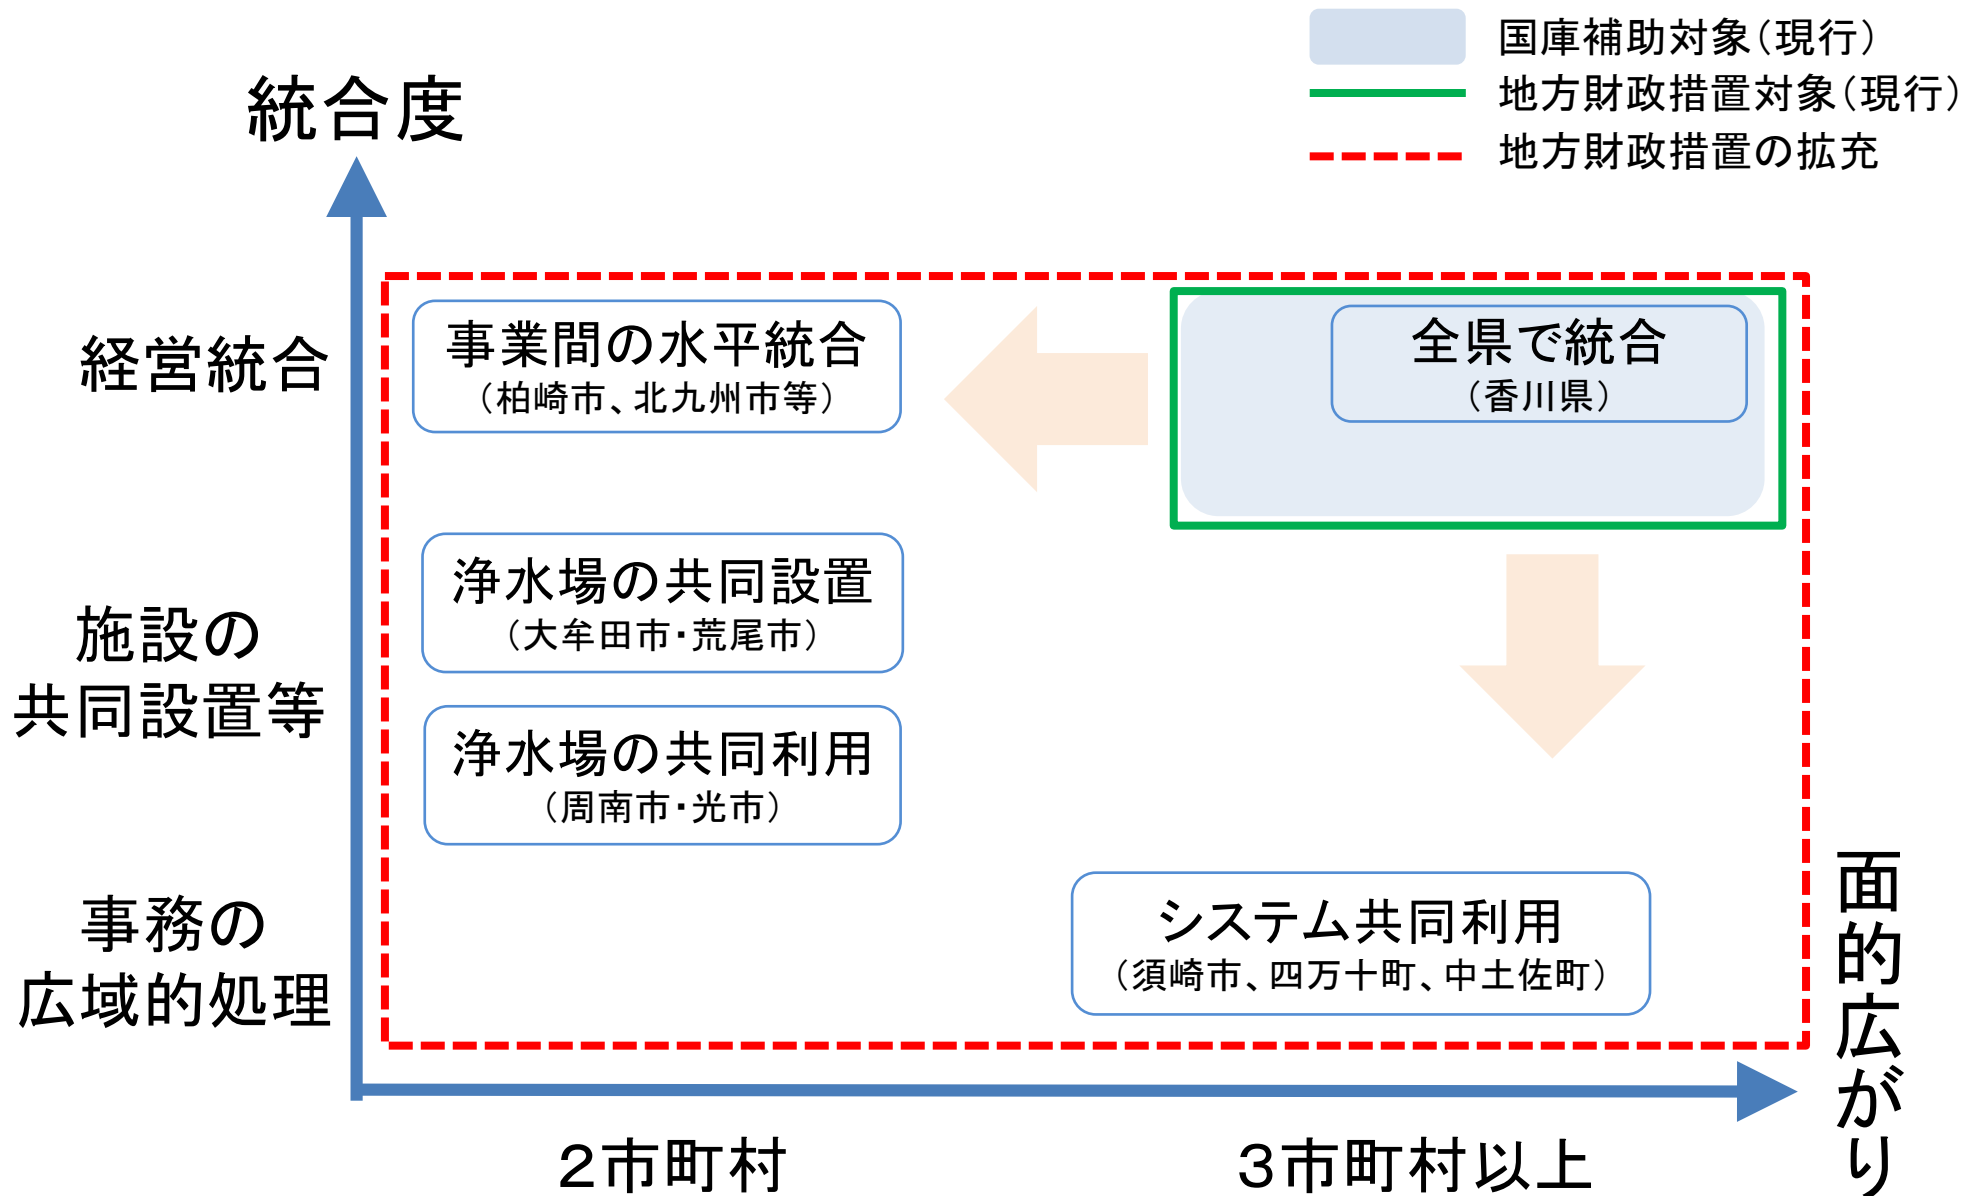 国庫補助対象（現行）
地方財政措置対象（現行）
地方財政措置の拡充
統合度
経営統合
事業間の水平統合
（柏崎市、北九州市等）
全県で統合
（香川県）
施設の
共同設置等
浄水場の共同設置
（大牟田市・荒尾市）
浄水場の共同利用
（周南市・光市）
事務の
広域的処理
システム共同利用
（須崎市、四万十町、中土佐町）
面的広がり
２市町村
３市町村以上